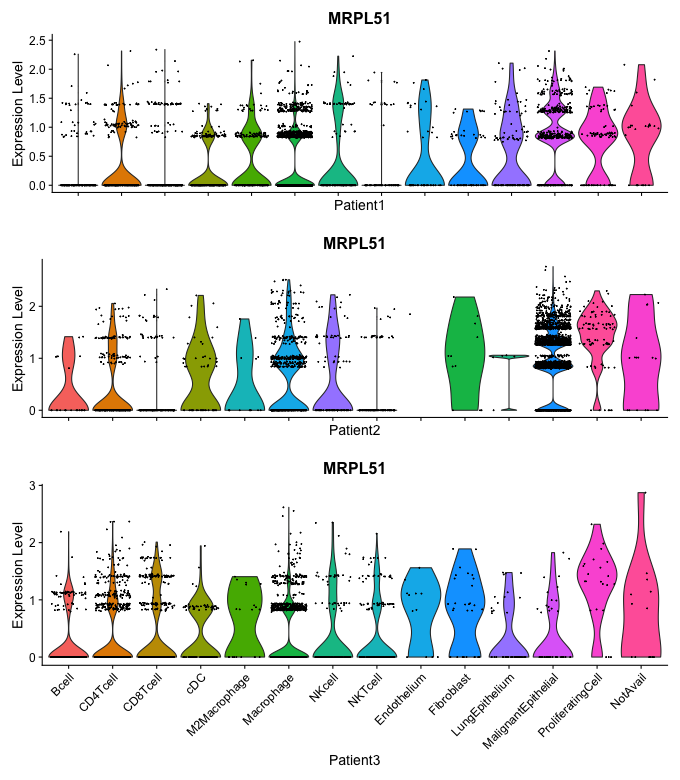 MRPL51
Expression Level
2.5
2.0
1.5
1.0
0.5
0.0
Patient1
MRPL51
Expression Level
2
1
0
Patient2
MRPL51
Expression Level
3
2
1
0
Bcell
CD4Tcell
CD8Tcell
cDC
M2Macrophage
Macrophage
NKcell
NKTcell
Endothelium
Fibroblast
LungEpithelium
MalignantEpithelial
ProliferatingCell
NotAvail
Patient3